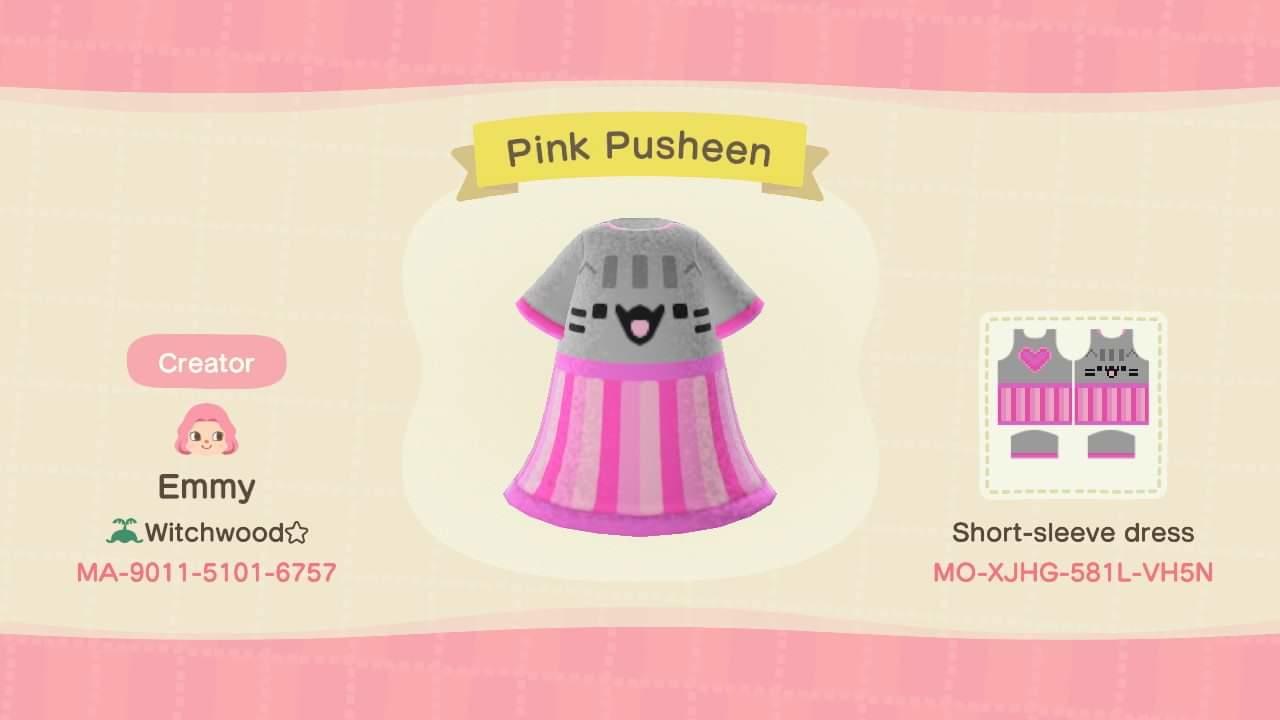 Pink Pusheen
Creator
Emmy
Witchwood☆
MA-9011-5101-6757
Short-sleeve dress
MO-XJHG-581L-VH5N